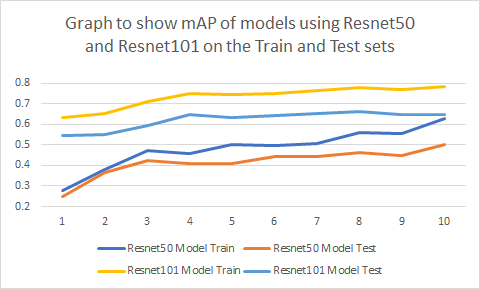 Graph to show mAP of models using Resnet50
and Resnet101 on the Train and Test sets
0.8
0.7
0.6
0.5
0.4
0.3
0.2
1 2 3 4 5 6 7 8 9 10
Resnet50 Model Train Resnet50 Model Test
Resnet101 Model Train Resnet101 Model Test